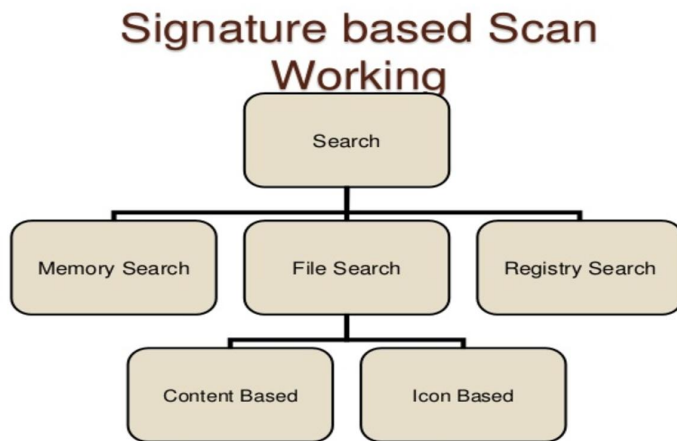 Signature based Scan
Working
Search
Memory Search
File Search
Registry Search
Content Based
Icon Based